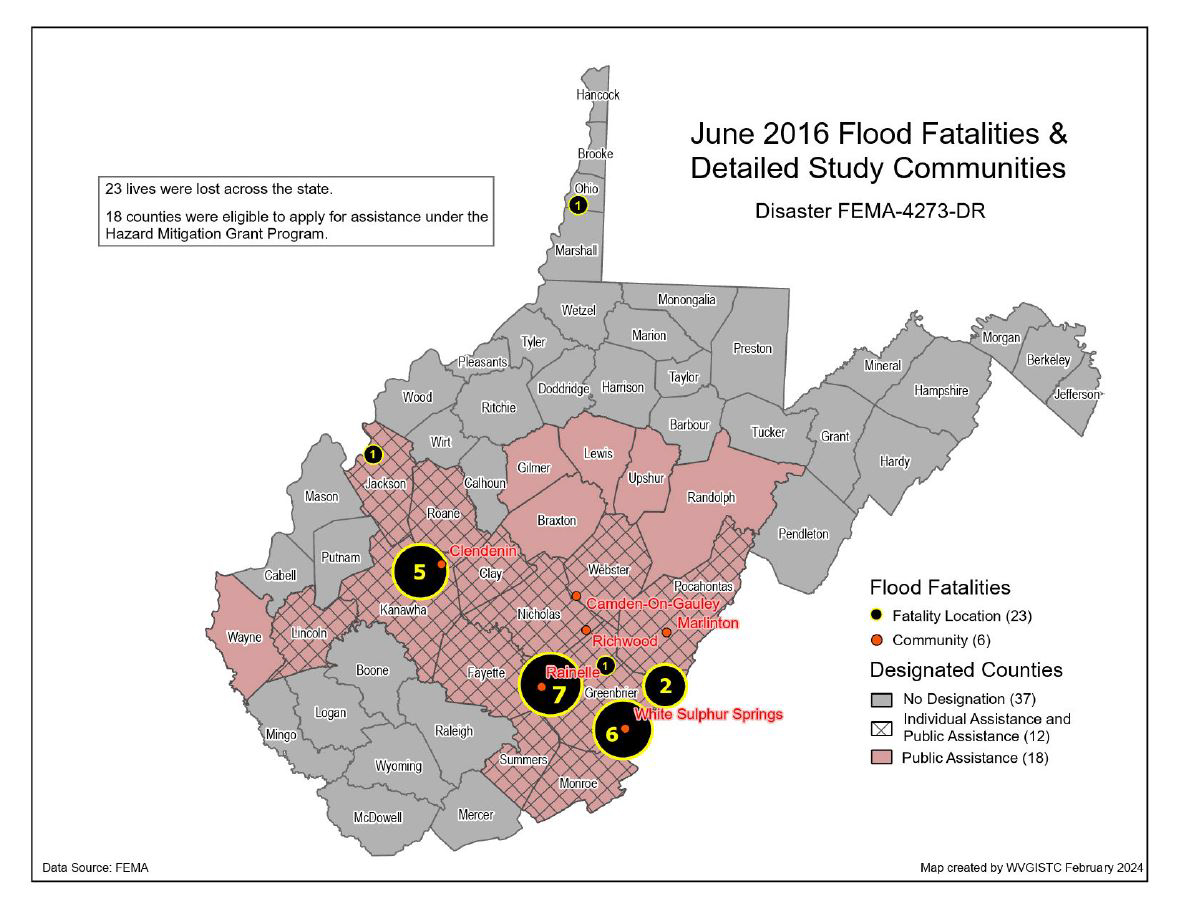 Hancock
June 2016 Flood Fatalities &
Detailed Study Communities
Disaster FEMA-4273-DR
Brooke
23 lives were lost across the state.
18 counties were eligible to apply for assistance under the
Hazard Mitigation Grant Program.
Ohio
1
Marshall
Wetzel
Monongalia
Marion
Tyler
Preston
Morgan
Pleasants
Mineral
Berkeley
Doddridge
Harrison
Taylor
Hampshire
Jefferson
Wood
Ritchie
Barbour
Tucker
Grant
Wirt
1
Lewis
Hardy
Gilmer
Jackson
Calhoun
Upshur
Mason
Randolph
Roane
Braxton
Pendleton
Putnam
Clendenin
5
Clay
Webster
Cabell
Pocahontas
Kanawha
Nicholas
Camden-On-Gauley
Marlinton
Wayne
Lincoln
Richwood
Boone
Fayette
Rainelle
1
7
Greenbrier
2
Logan
White Sulphur Springs
Mingo
Raleigh
6
Wyoming
Summers
Monroe
McDowell
Mercer
Flood Fatalities
Fatality Location (23)
Community (6)
Designated Counties
No Designation (37)
Individual Assistance and
Public Assistance (12)
Public Assistance (18)
Data Source: FEMA
Map created by WVGISTC February 2024